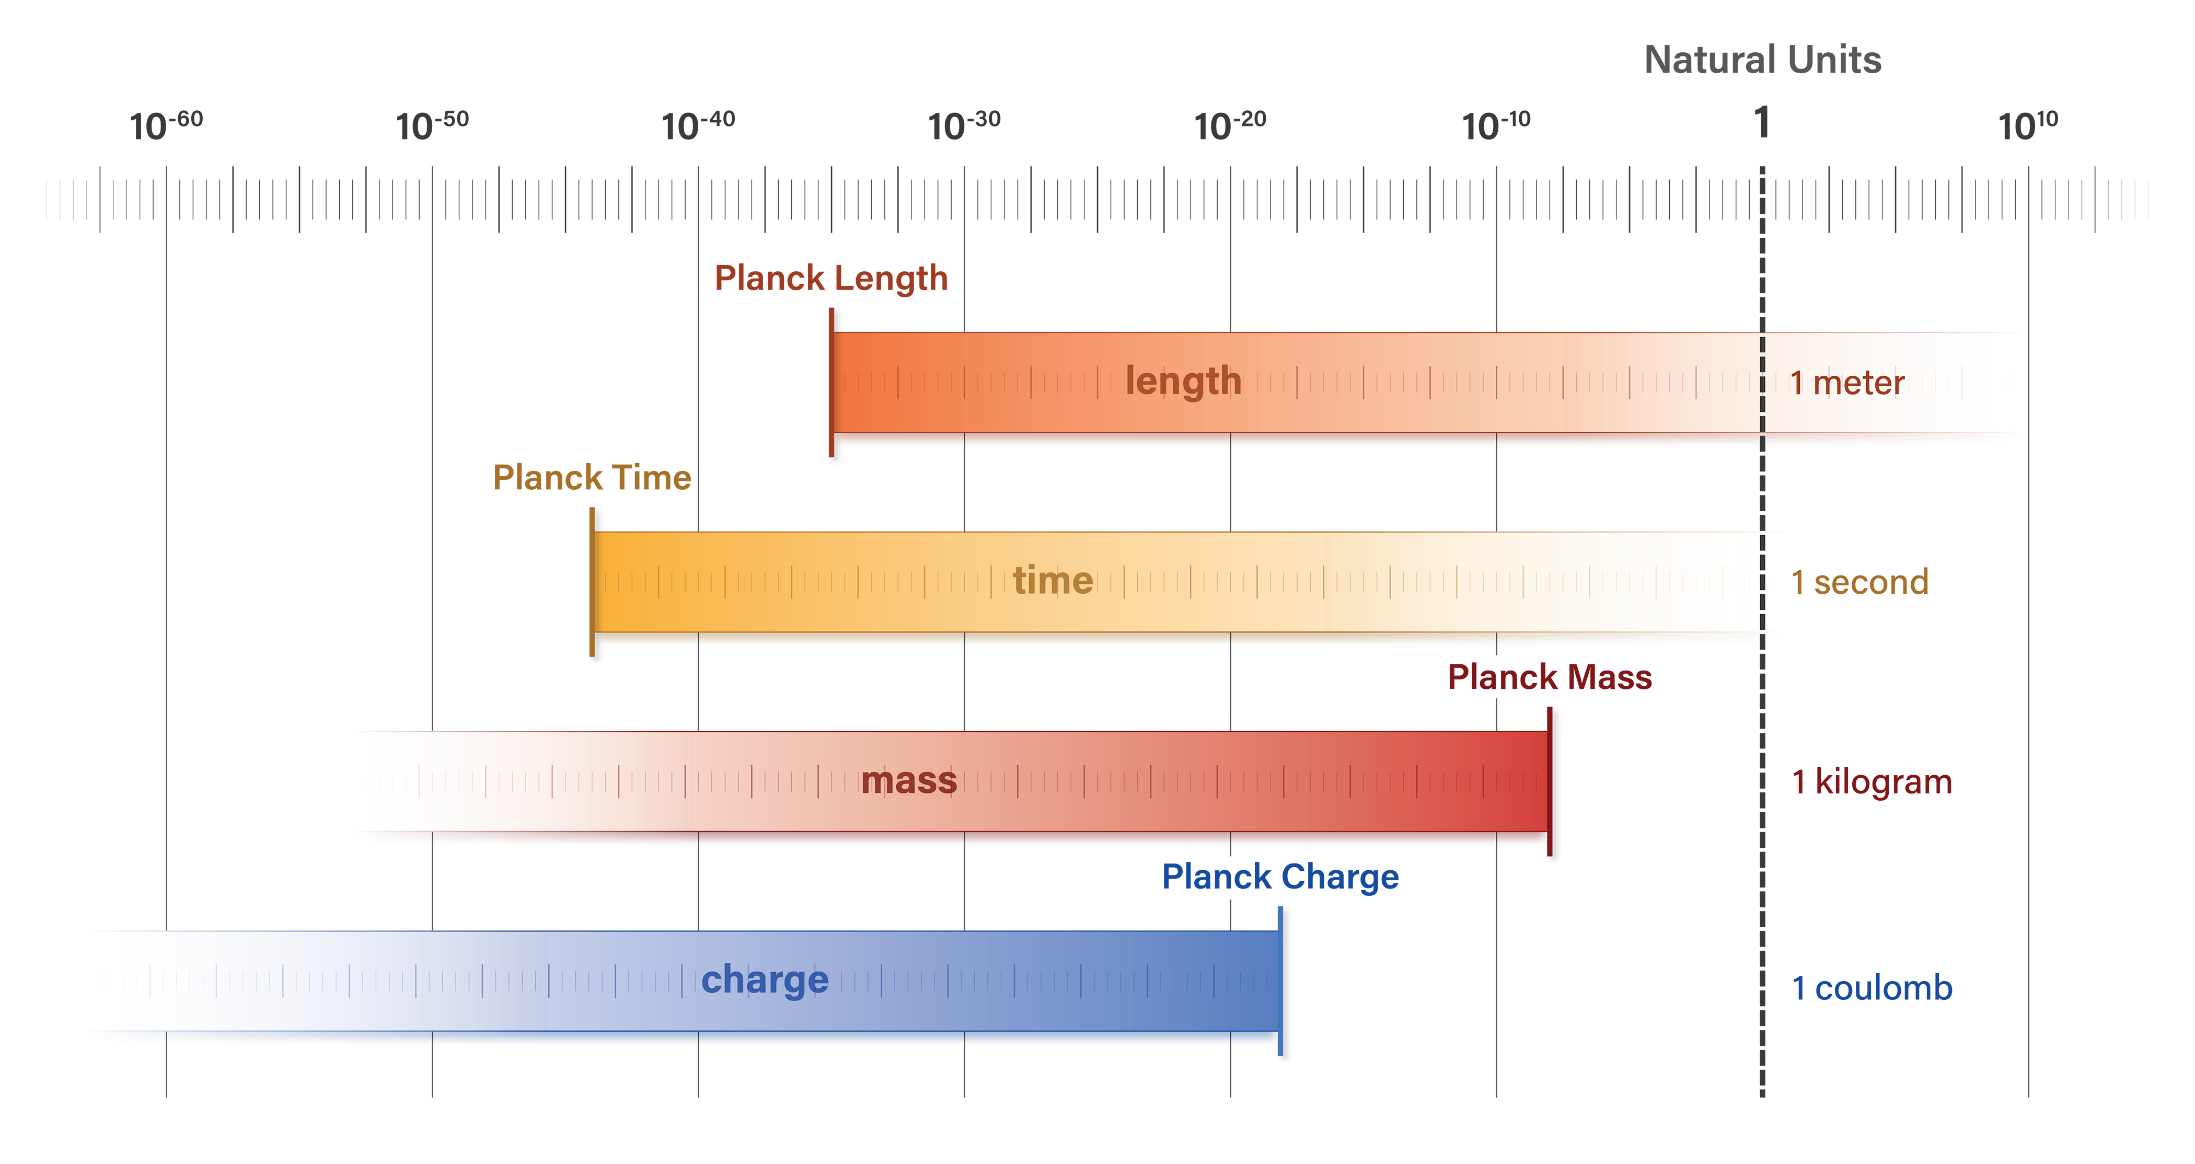 Natural Units
10⁻⁶⁰ 10⁻⁵⁰ 10⁻⁴⁰ 10⁻³⁰ 10⁻²⁰ 10⁻¹⁰ 1 10¹⁰
Planck Length
length 1 meter
Planck Time
time 1 second
Planck Mass
mass 1 kilogram
Planck Charge
charge 1 coulomb